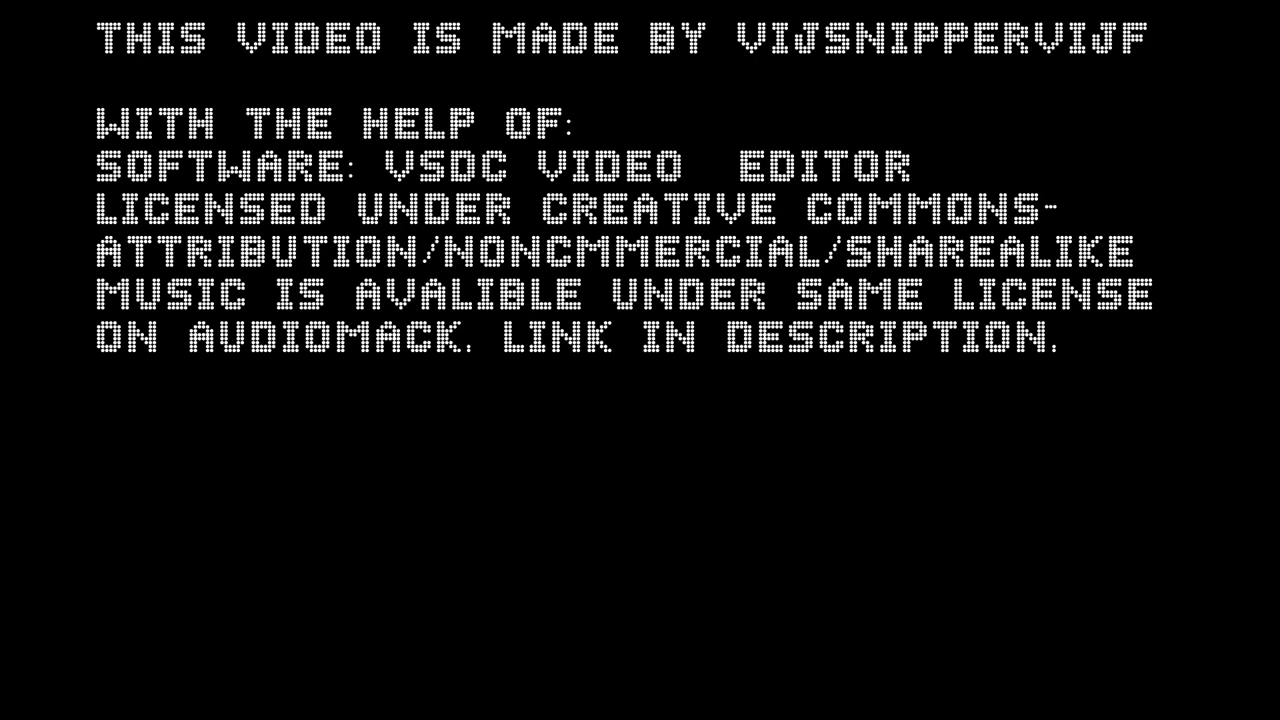 THIS VIDEO IS MADE BY VIJSNIPPERVIJF
WITH THE HELP OF:
SOFTWARE: VSDC VIDEO  EDITOR
LICENSED UNDER CREATIVE COMMONS-
ATTRIBUTION/NONCMMERCIAL/SHAREALIKE
MUSIC IS AVALIBLE UNDER SAME LICENSE
ON AUDIOMACK. LINK IN DESCRIPTION.